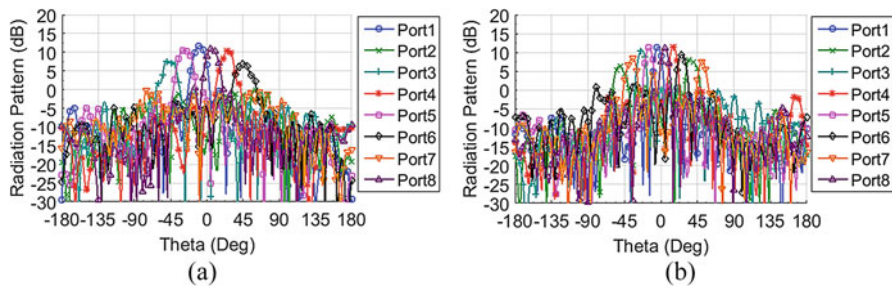 (a)
Radiation Pattern (dB)
20
15
10
5
0
-5
-10
-15
-20
-25
-30
-180 -135 -90 -45 0 45 90 135 180
Theta (Deg)
Port1
Port2
Port3
Port4
Port5
Port6
Port7
Port8
(a)
(b)
Radiation Pattern (dB)
20
15
10
5
0
-5
-10
-15
-20
-25
-30
-180 -135 -90 -45 0 45 90 135 180
Theta (Deg)
Port1
Port2
Port3
Port4
Port5
Port6
Port7
Port8
(b)